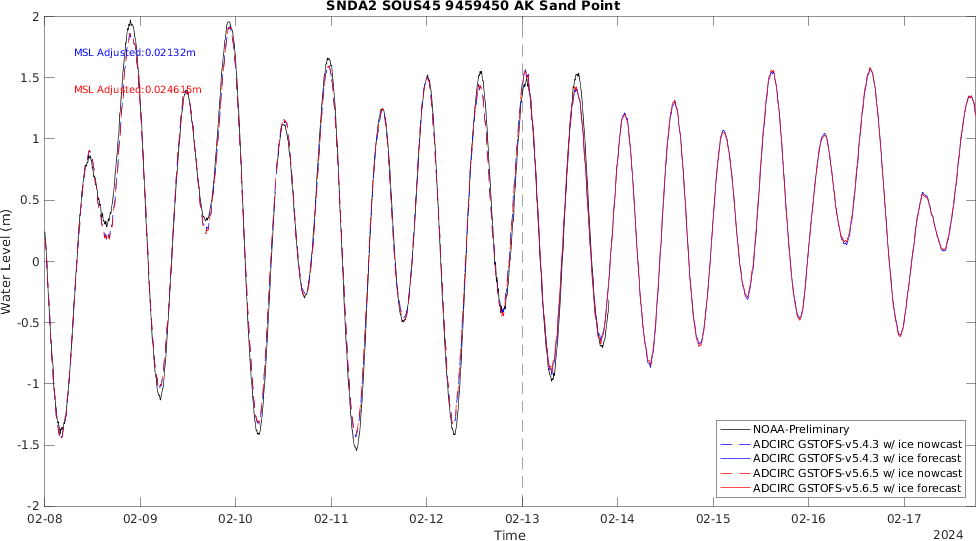 SNDA2 SOUS45 9459450 AK Sand Point
2
1.5
1
0.5
0
-0.5
-1
-1.5
-2
Water Level (m)
MSL Adjusted:0.02132m
MSL Adjusted:0.024615m
NOAA-Preliminary
ADCIRC GSTOFS-v5.4.3 w/ ice nowcast
ADCIRC GSTOFS-v5.4.3 w/ ice forecast
ADCIRC GSTOFS-v5.6.5 w/ ice nowcast
ADCIRC GSTOFS-v5.6.5 w/ ice forecast
02-08 02-09 02-10 02-11 02-12 02-13 02-14 02-15 02-16 02-17
Time
2024